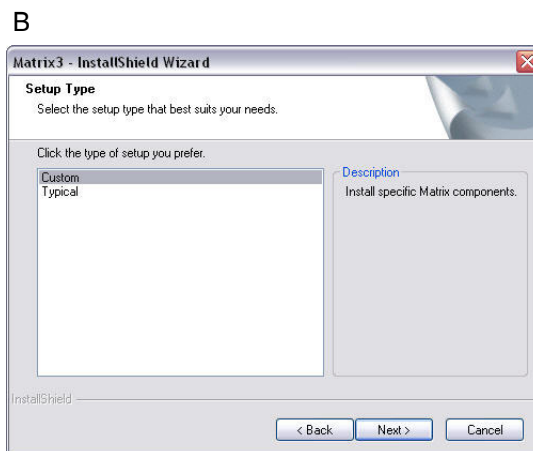 B
Matrix3 - InstallShield Wizard
Setup Type
Select the setup type that best suits your needs.
Click the type of setup you prefer.
Custom
Typical
Description
Install specific Matrix components.
InstallShield
< Back
Next >
Cancel